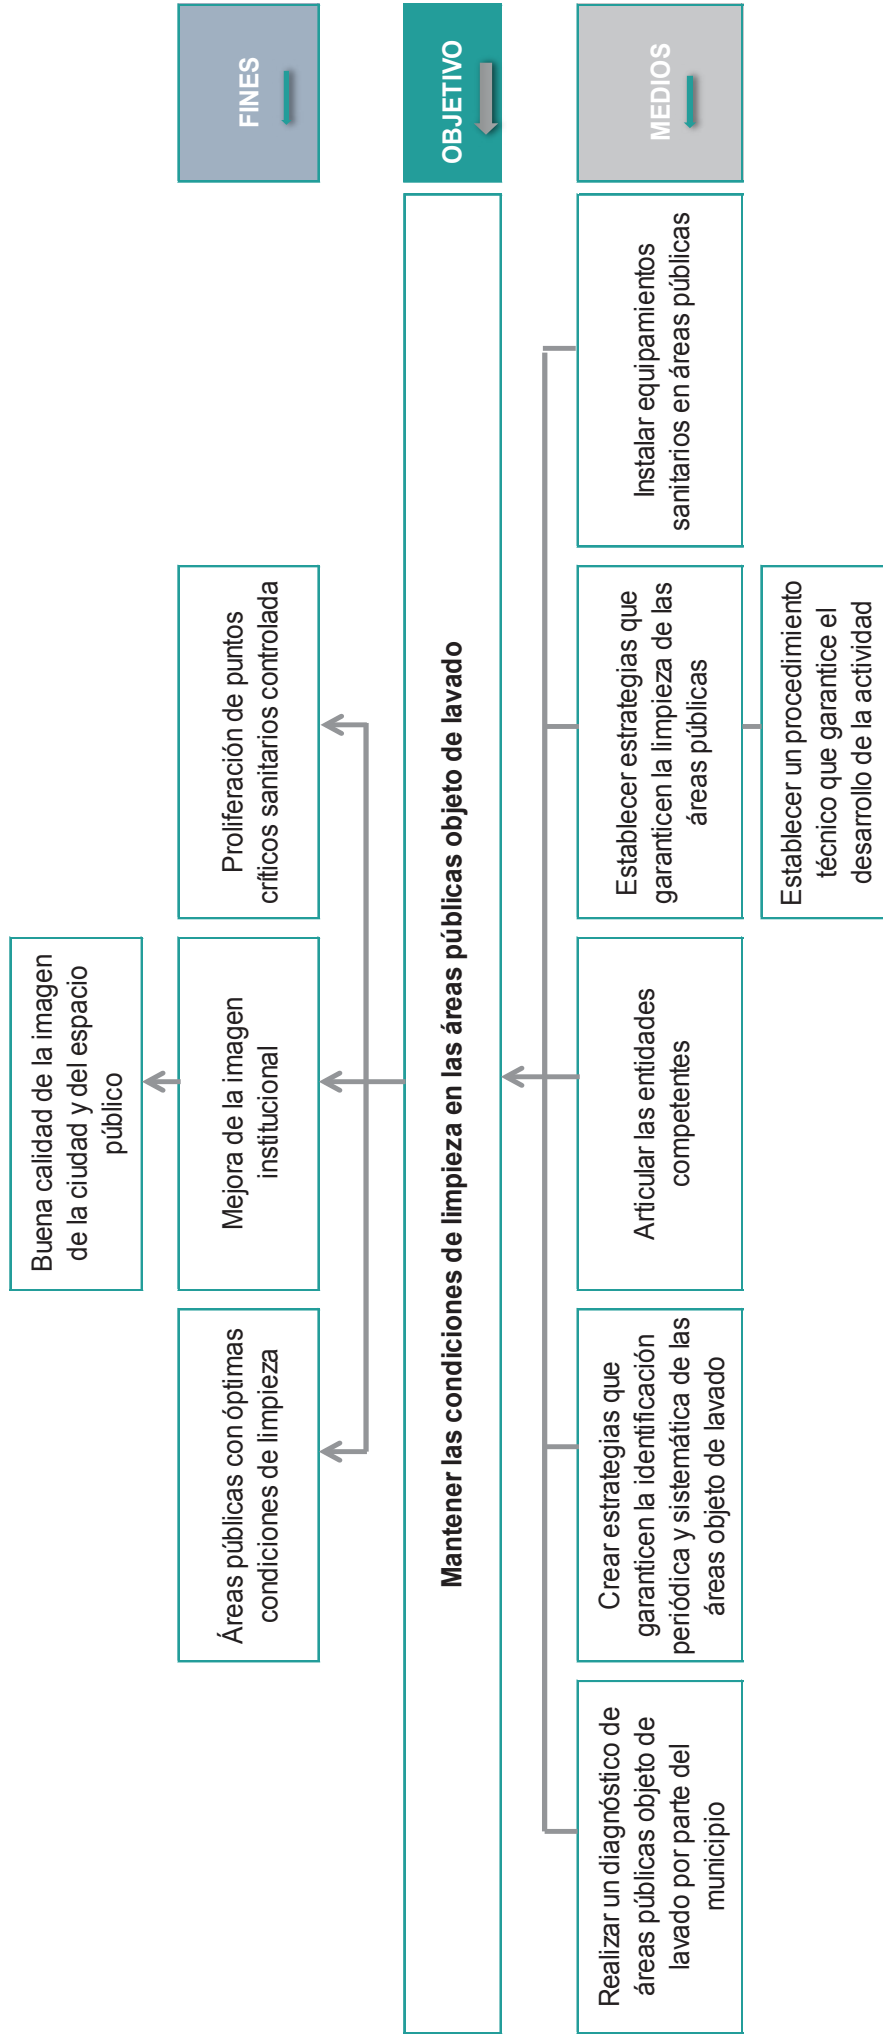 Buena calidad de la imagen
de la ciudad y del espacio
público
Áreas públicas con óptimas
condiciones de limpieza
Mejora de la imagen
institucional
Proliferación de puntos
críticos sanitarios controlada
FINES
Mantener las condiciones de limpieza en las áreas públicas objeto de lavado
OBJETIVO
Realizar un diagnóstico de
áreas públicas objeto de
lavado por parte del
municipio
Crear estrategias que
garanticen la identificación
periódica y sistemática de las
áreas objeto de lavado
Articular las entidades
competentes
Establecer estrategias que
garanticen la limpieza de las
áreas públicas
Instalar equipamientos
sanitarios en áreas públicas
MEDIOS
Establecer un procedimiento
técnico que garantice el
desarrollo de la actividad